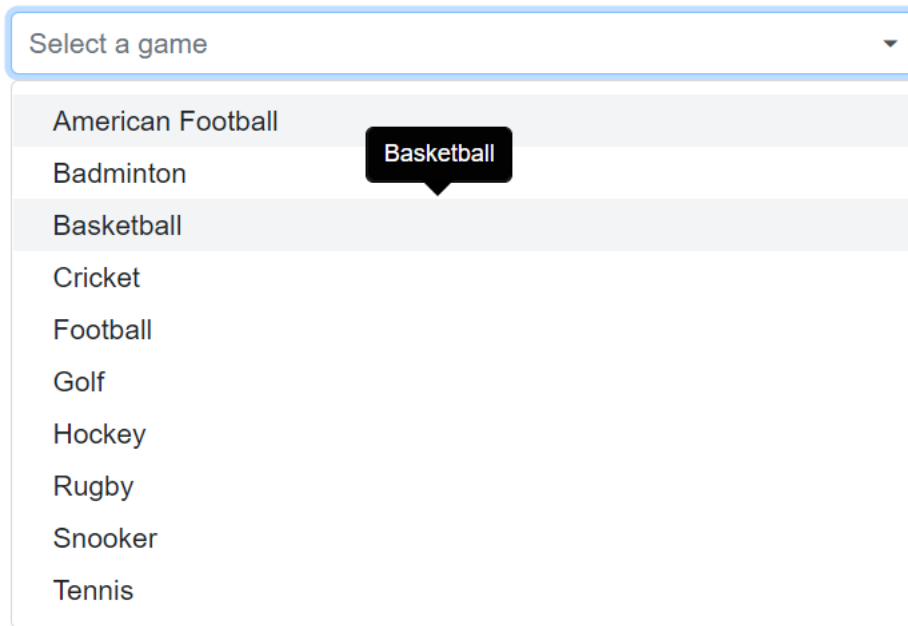 Select a game
American Football
Basketball
Badminton
Basketball
Cricket
Football
Golf
Hockey
Rugby
Snooker
Tennis